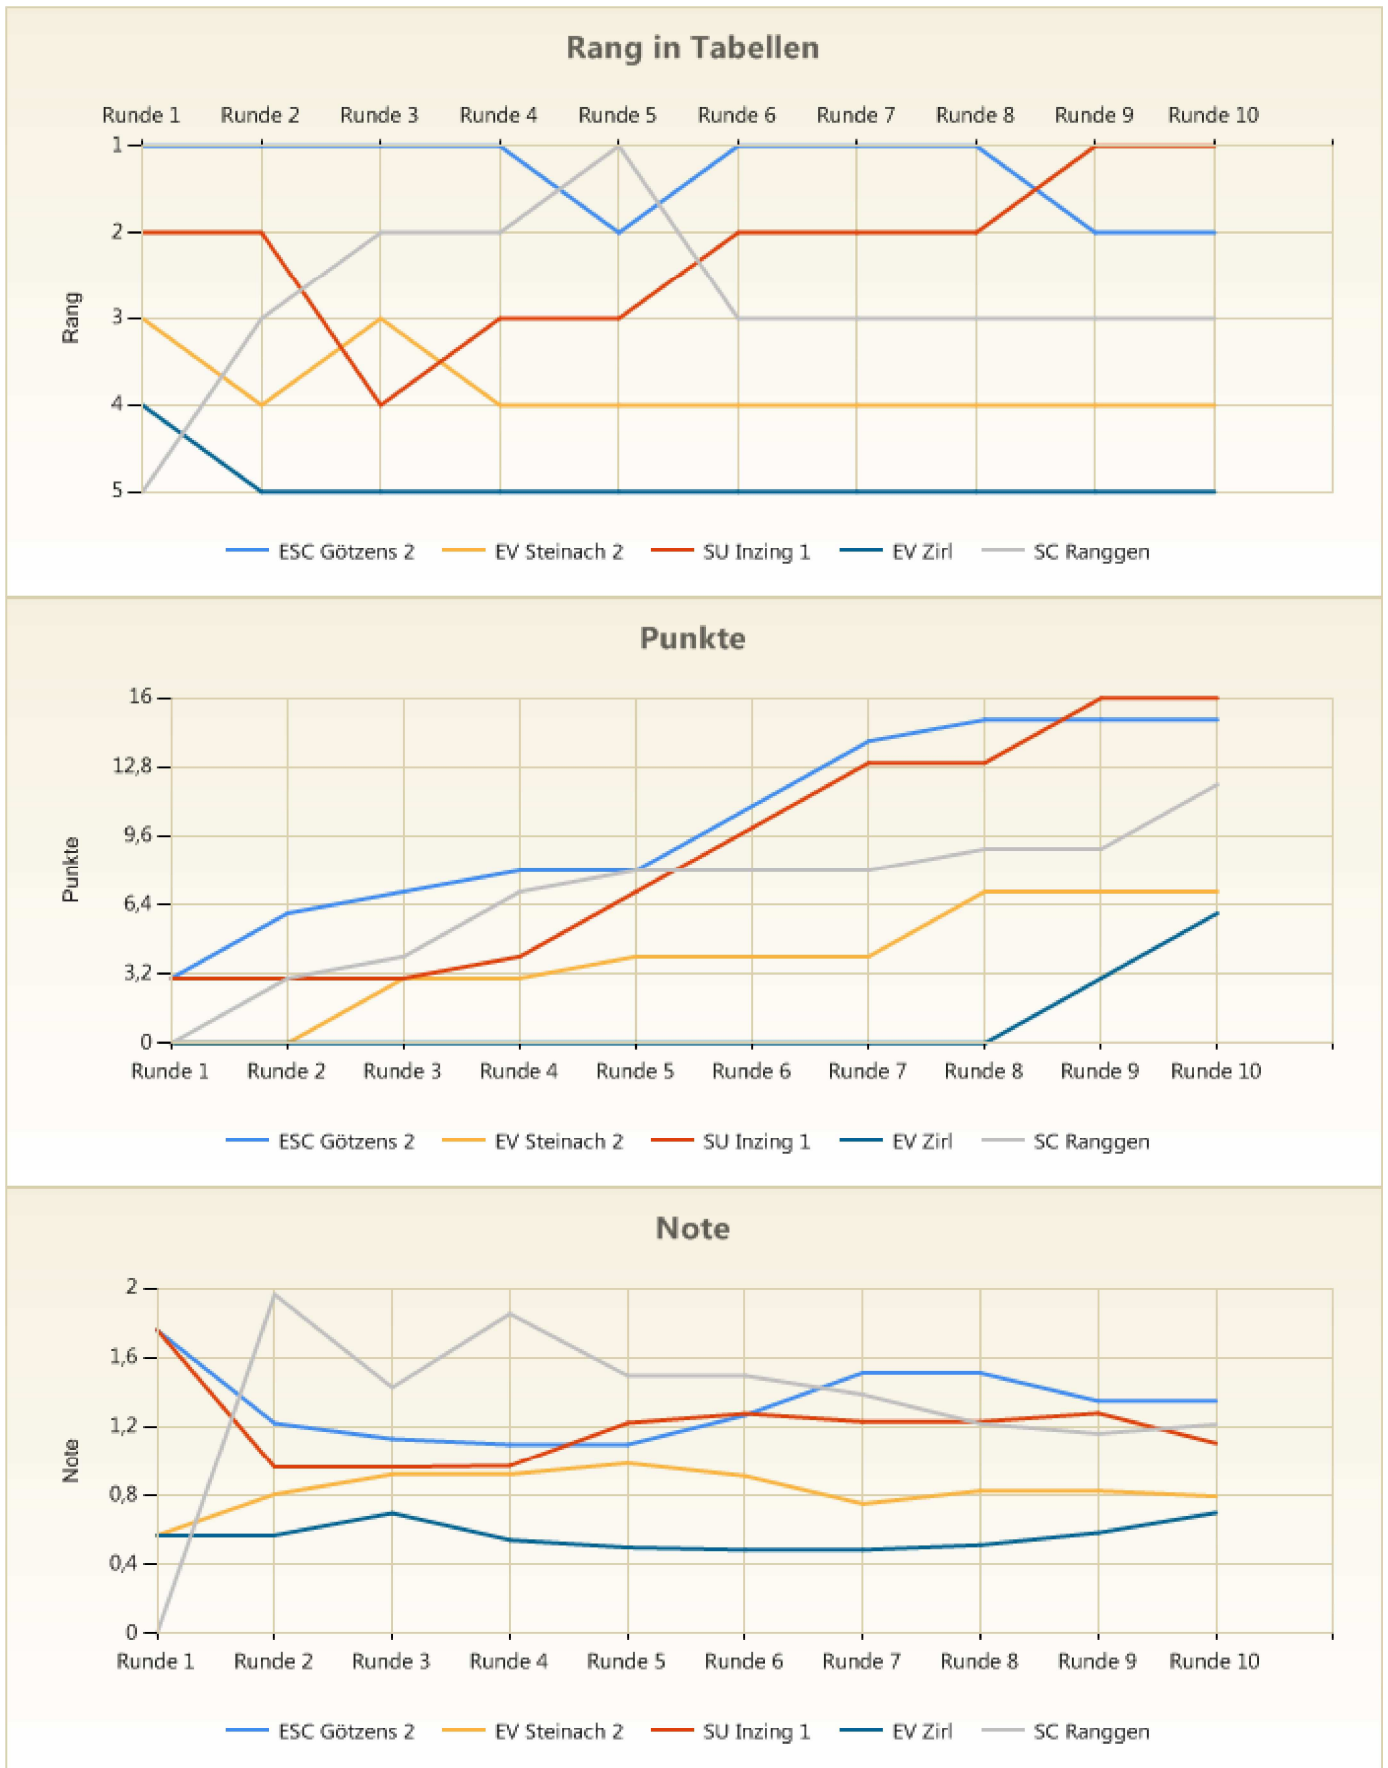 Rang in Tabellen
Runde 1 Runde 2 Runde 3 Runde 4 Runde 5 Runde 6 Runde 7 Runde 8 Runde 9 Runde 10
1
2
Rang
3
4
5
ESC Götzens 2 EV Steinach 2 SU Inzing 1 EV Zirl SC Ranggen
Punkte
16
12,8
9,6
Punkte
6,4
3,2
0
Runde 1 Runde 2 Runde 3 Runde 4 Runde 5 Runde 6 Runde 7 Runde 8 Runde 9 Runde 10
ESC Götzens 2 EV Steinach 2 SU Inzing 1 EV Zirl SC Ranggen
Note
2
1,6
1,2
Note
0,8
0,4
0
Runde 1 Runde 2 Runde 3 Runde 4 Runde 5 Runde 6 Runde 7 Runde 8 Runde 9 Runde 10
ESC Götzens 2 EV Steinach 2 SU Inzing 1 EV Zirl SC Ranggen